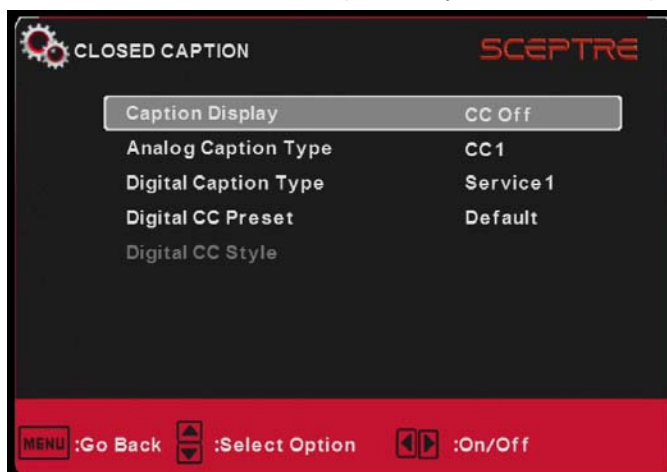 CLOSED CAPTION SCEPTRE
Caption Display CC Off
Analog Caption Type CC1
Digital Caption Type Service1
Digital CC Preset Default
Digital CC Style
MENU :Go Back :Select Option :On/Off